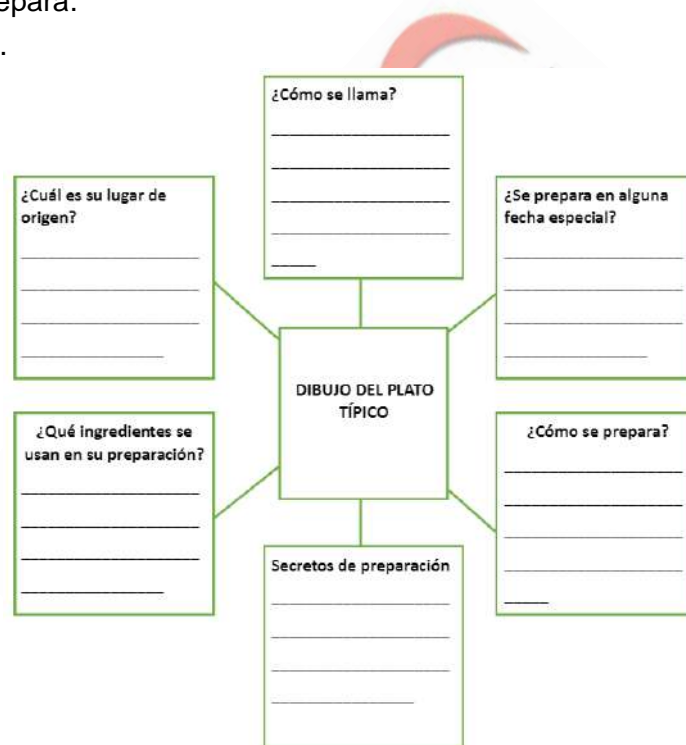 epara.
.
¿Cómo se llama?
¿Cuál es su lugar de
origen?
¿Se prepara en alguna
fecha especial?
DIBUJO DEL PLATO
TÍPICO
¿Qué ingredientes se
usan en su preparación?
¿Cómo se prepara?
Secretos de preparación